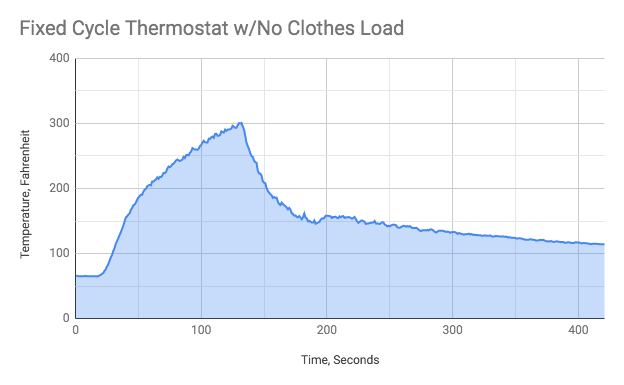 Fixed Cycle Thermostat w/No Clothes Load
400
300
200
100
0
Temperature, Fahrenheit
0 100 200 300 400
Time, Seconds